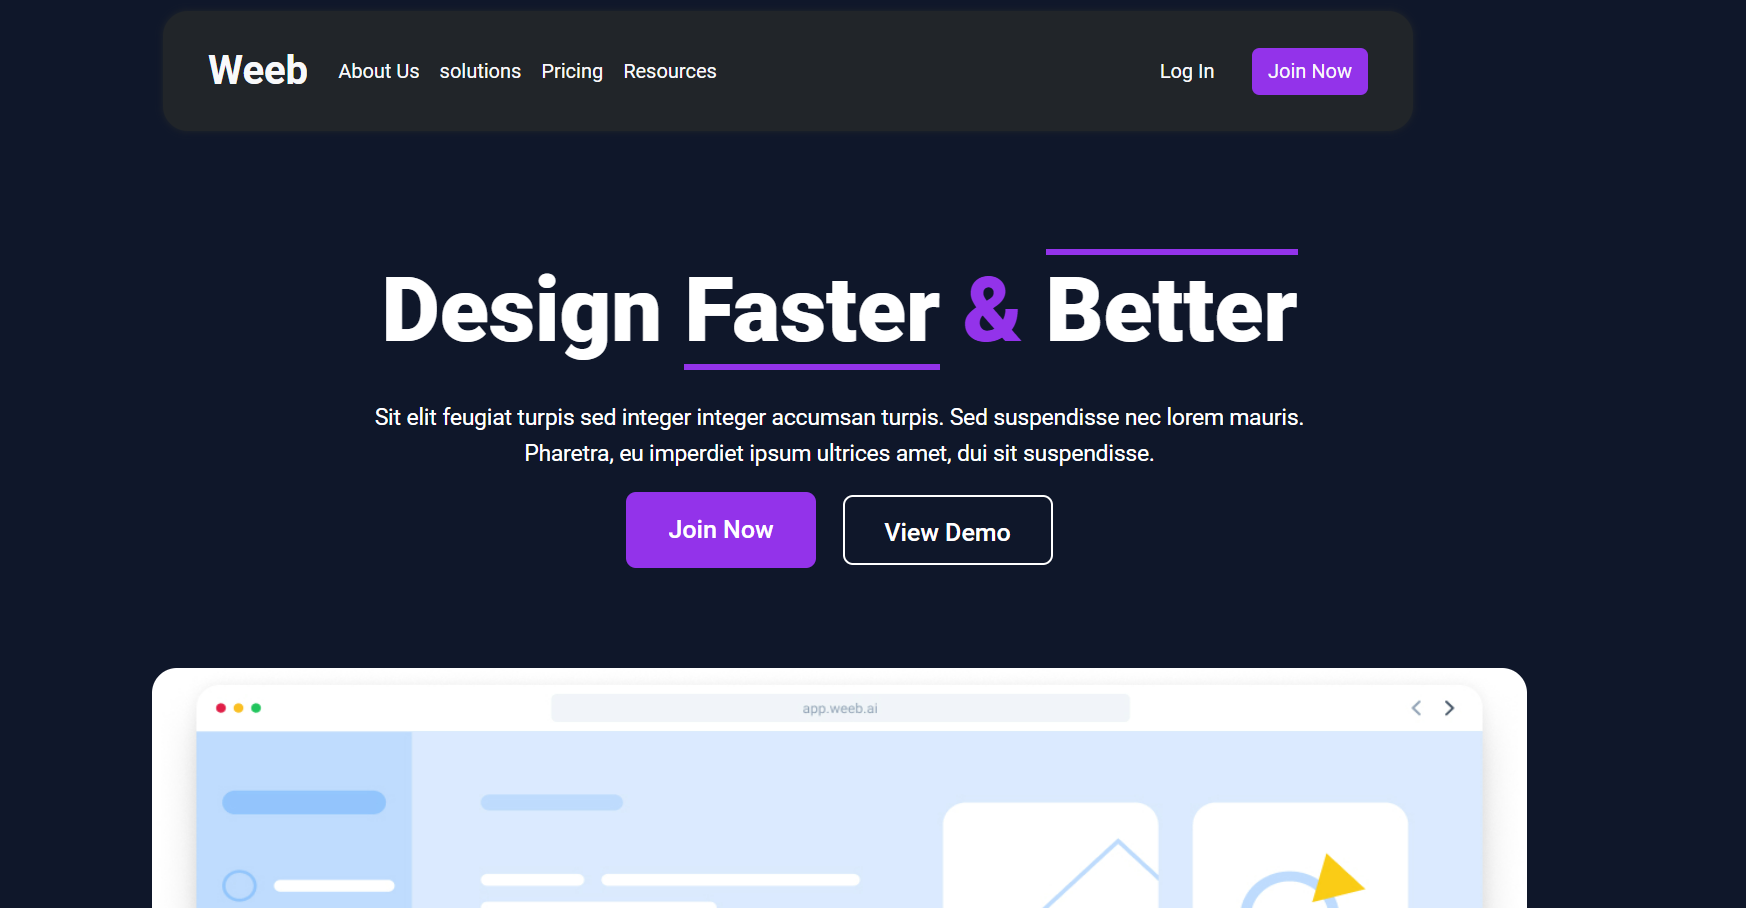 Weeb About Us solutions Pricing Resources Log In Join Now
Design Faster & Better
Sit elit feugiat turpis sed integer integer accumsan turpis. Sed suspendisse nec lorem mauris.
Pharetra, eu imperdiet ipsum ultrices amet, dui sit suspendisse.
Join Now View Demo
app.weeb.ai